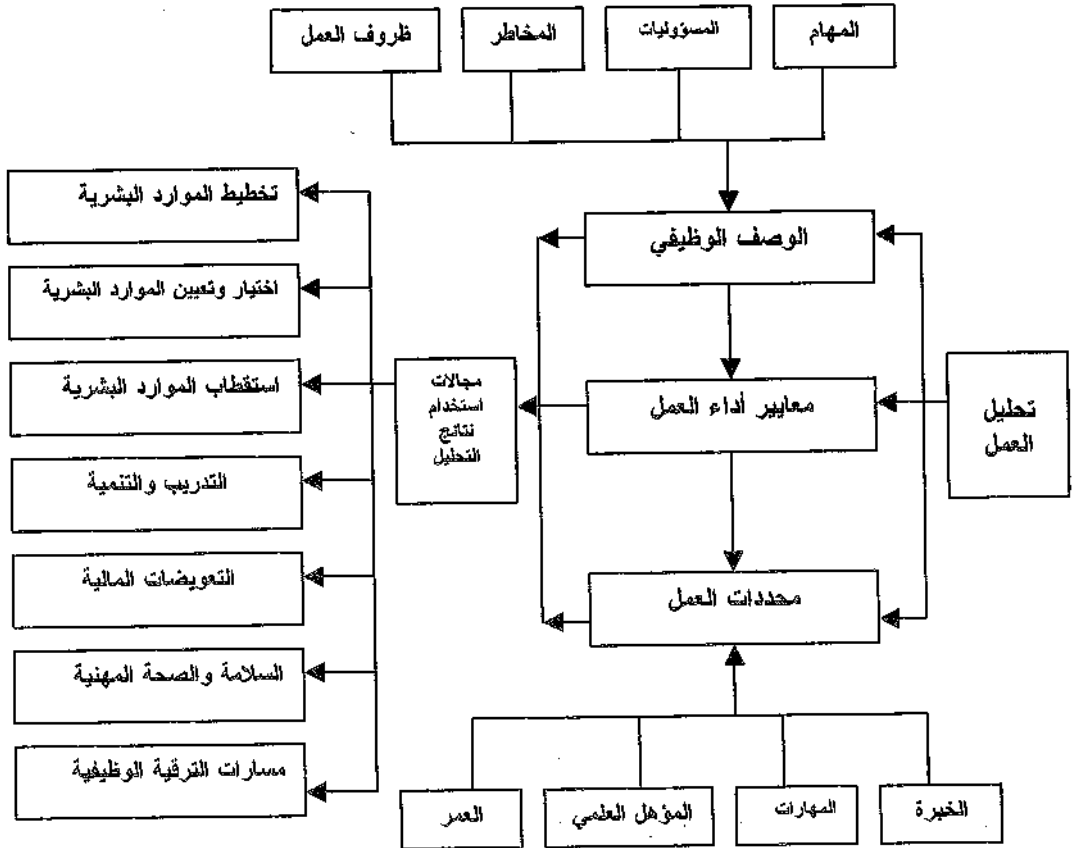 المهام
المسؤوليات
المخاطر
ظروف العمل
الوصف الوظيفي
معايير أداء العمل
محددات العمل
تحليل
العمل
مجالات
استخدام
نتائج
التحليل
تخطيط الموارد البشرية
اختيار وتعيين الموارد البشرية
استقطاب الموارد البشرية
التدريب والتنمية
التعويضات المالية
السلامة والصحة المهنية
مسارات الترقية الوظيفية
الخبرة
المهارات
المؤهل العلمي
العمر